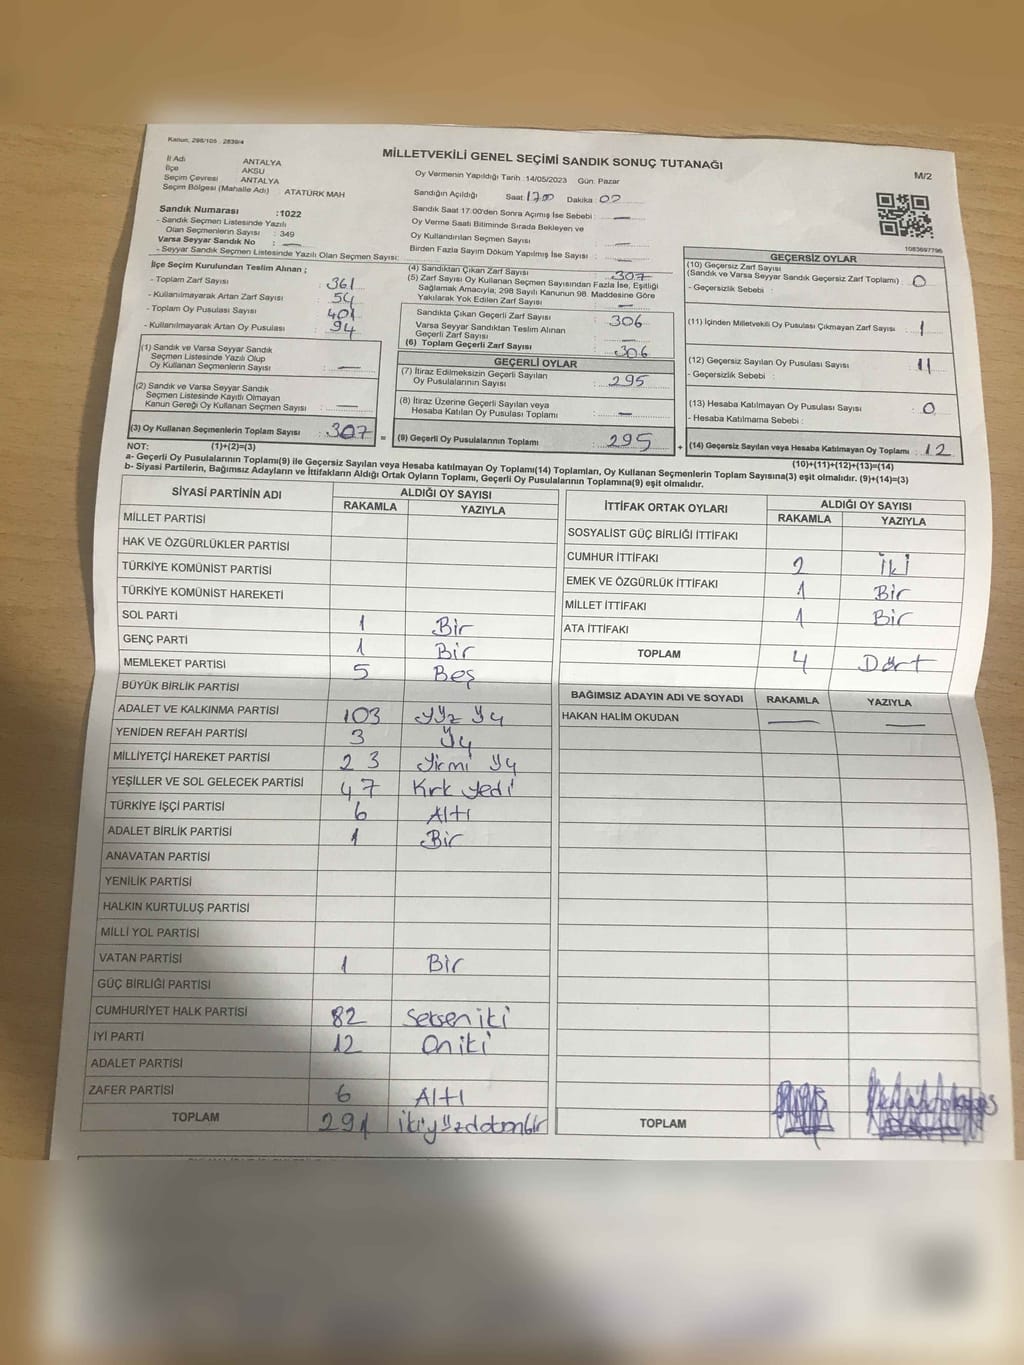 Kanun: 298/105 2839/4
MİLLETVEKİLİ GENEL SEÇİMİ SANDIK SONUÇ TUTANAĞI
M/2
İl Adı ANTALYA
İlçe AKSU
Seçim Çevresi ANTALYA
Seçim Bölgesi (Mahalle Adı) : ATATÜRK MAH
Oy Vermenin Yapıldığı Tarih :14/05/2023 Gün: Pazar
Sandığın Açıldığı Saat: 17.00 Dakika: 00
Sandık Saat 17.00'den Sonra Açımış İse Sebebi : —
Oy Verme Saati Bitiminde Sırada Bekleyen ve
Oy Kullandırılan Seçmen Sayısı : —
Birden Fazla Sayım Döküm Yapılmış İse Sayısı : —
Sandık Numarası :1022
- Sandık Seçmen Listesinde Yazılı
Olan Seçmenlerin Sayısı : 349
Varsa Seyyar Sandık No : —
- Seyyar Sandık Seçmen Listesinde Yazılı Olan Seçmen Sayısı:
1083697796
İlçe Seçim Kurulundan Teslim Alınan ;
- Toplam Zarf Sayısı : 361
- Kullanılmayarak Artan Zarf Sayısı : 54
- Toplam Oy Pusulası Sayısı : 401
- Kullanılmayarak Artan Oy Pusulası : 94
(1) Sandık ve Varsa Seyyar Sandık
Seçmen Listesinde Yazılı Olup
Oy Kullanan Seçmenlerin Sayısı : —
(2) Sandık ve Varsa Seyyar Sandık
Seçmen Listesinde Kayıtlı Olmayan
Kanun Gereği Oy Kullanan Seçmen Sayısı : —
(3) Oy Kullanan Seçmenlerin Toplam Sayısı : 307
(4) Sandıktan Çıkan Zarf Sayısı : 307
(5) Zarf Sayısı Oy Kullanan Seçmen Sayısından Fazla İse, Eşitliği
Sağlamak Amacıyla, 298 Sayılı Kanunun 98. Maddesine Göre
Yakılarak Yok Edilen Zarf Sayısı : —
Sandıkta Çıkan Geçerli Zarf Sayısı : 306
Varsa Seyyar Sandıktan Teslim Alınan
Geçerli Zarf Sayısı : —
(6) Toplam Geçerli Zarf Sayısı : 306
GEÇERLİ OYLAR
(7) İtiraz Edilmeksizin Geçerli Sayılan
Oy Pusulalarının Sayısı : 295
(8) İtiraz Üzerine Geçerli Sayılan veya
Hesaba Katılan Oy Pusulası Toplamı : —
= (9) Geçerli Oy Pusulalarının Toplamı : 295
GEÇERSİZ OYLAR
(10) Geçersiz Zarf Sayısı
(Sandık ve Varsa Seyyar Sandık Geçersiz Zarf Toplamı) : 0
- Geçersizlik Sebebi :
(11) İçinden Milletvekili Oy Pusulası Çıkmayan Zarf Sayısı : 1
(12) Geçersiz Sayılan Oy Pusulası Sayısı : 11
- Geçersizlik Sebebi :
(13) Hesaba Katılmayan Oy Pusulası Sayısı : 0
- Hesaba Katılmama Sebebi :
+ (14) Geçersiz Sayılan veya Hesaba Katılmayan Oy Toplamı : 12
NOT: (1)+(2)=(3)
(10)+(11)+(12)+(13)=(14)
a- Geçerli Oy Pusulaları Toplamı(9) ile Geçersiz Sayılan veya Hesaba katılmayan Oy Toplamı(14) Toplamları, Oy Kullanan Seçmenlerin Toplam Sayısına(3) eşit olmalıdır. (9)+(14)=(3)
b- Siyasi Partilerin, Bağımsız Adayların ve İttifakların Aldığı Ortak Oyların Toplamı, Geçerli Oy Pusulalarının Toplamına(9) eşit olmalıdır.
SİYASİ PARTİNİN ADI ALDIĞI OY SAYISI
RAKAMLA YAZIYLA
MİLLET PARTİSİ
HAK VE ÖZGÜRLÜKLER PARTİSİ
TÜRKİYE KOMÜNİST PARTİSİ
TÜRKİYE KOMÜNİST HAREKETİ
SOL PARTİ 1 Bir
GENÇ PARTİ 1 Bir
MEMLEKET PARTİSİ 5 Beş
BÜYÜK BİRLİK PARTİSİ
ADALET VE KALKINMA PARTİSİ 103
YENİDEN REFAH PARTİSİ 3
MİLLİYETÇİ HAREKET PARTİSİ 23 Yirmi
YEŞİLLER VE SOL GELECEK PARTİSİ 47 Kırk yedi
TÜRKİYE İŞÇİ PARTİSİ 6 Altı
ADALET BİRLİK PARTİSİ 1 Bir
ANAVATAN PARTİSİ
YENİLİK PARTİSİ
HALKIN KURTULUŞ PARTİSİ
MİLLİ YOL PARTİSİ
VATAN PARTİSİ 1 Bir
GÜÇ BİRLİĞİ PARTİSİ
CUMHURİYET HALK PARTİSİ 82 Seksen iki
İYİ PARTİ 12 On iki
ADALET PARTİSİ
ZAFER PARTİSİ 6 Altı
TOPLAM 291
İTTİFAK ORTAK OYLARI ALDIĞI OY SAYISI
RAKAMLA YAZIYLA
SOSYALİST GÜÇ BİRLİĞİ İTTİFAKI
CUMHUR İTTİFAKI 2 İki
EMEK VE ÖZGÜRLÜK İTTİFAKI 1 Bir
MİLLET İTTİFAKI 1 Bir
ATA İTTİFAKI
TOPLAM 4 Dört
BAĞIMSIZ ADAYIN ADI VE SOYADI RAKAMLA YAZIYLA
HAKAN HALİM OKUDAN — —
TOPLAM